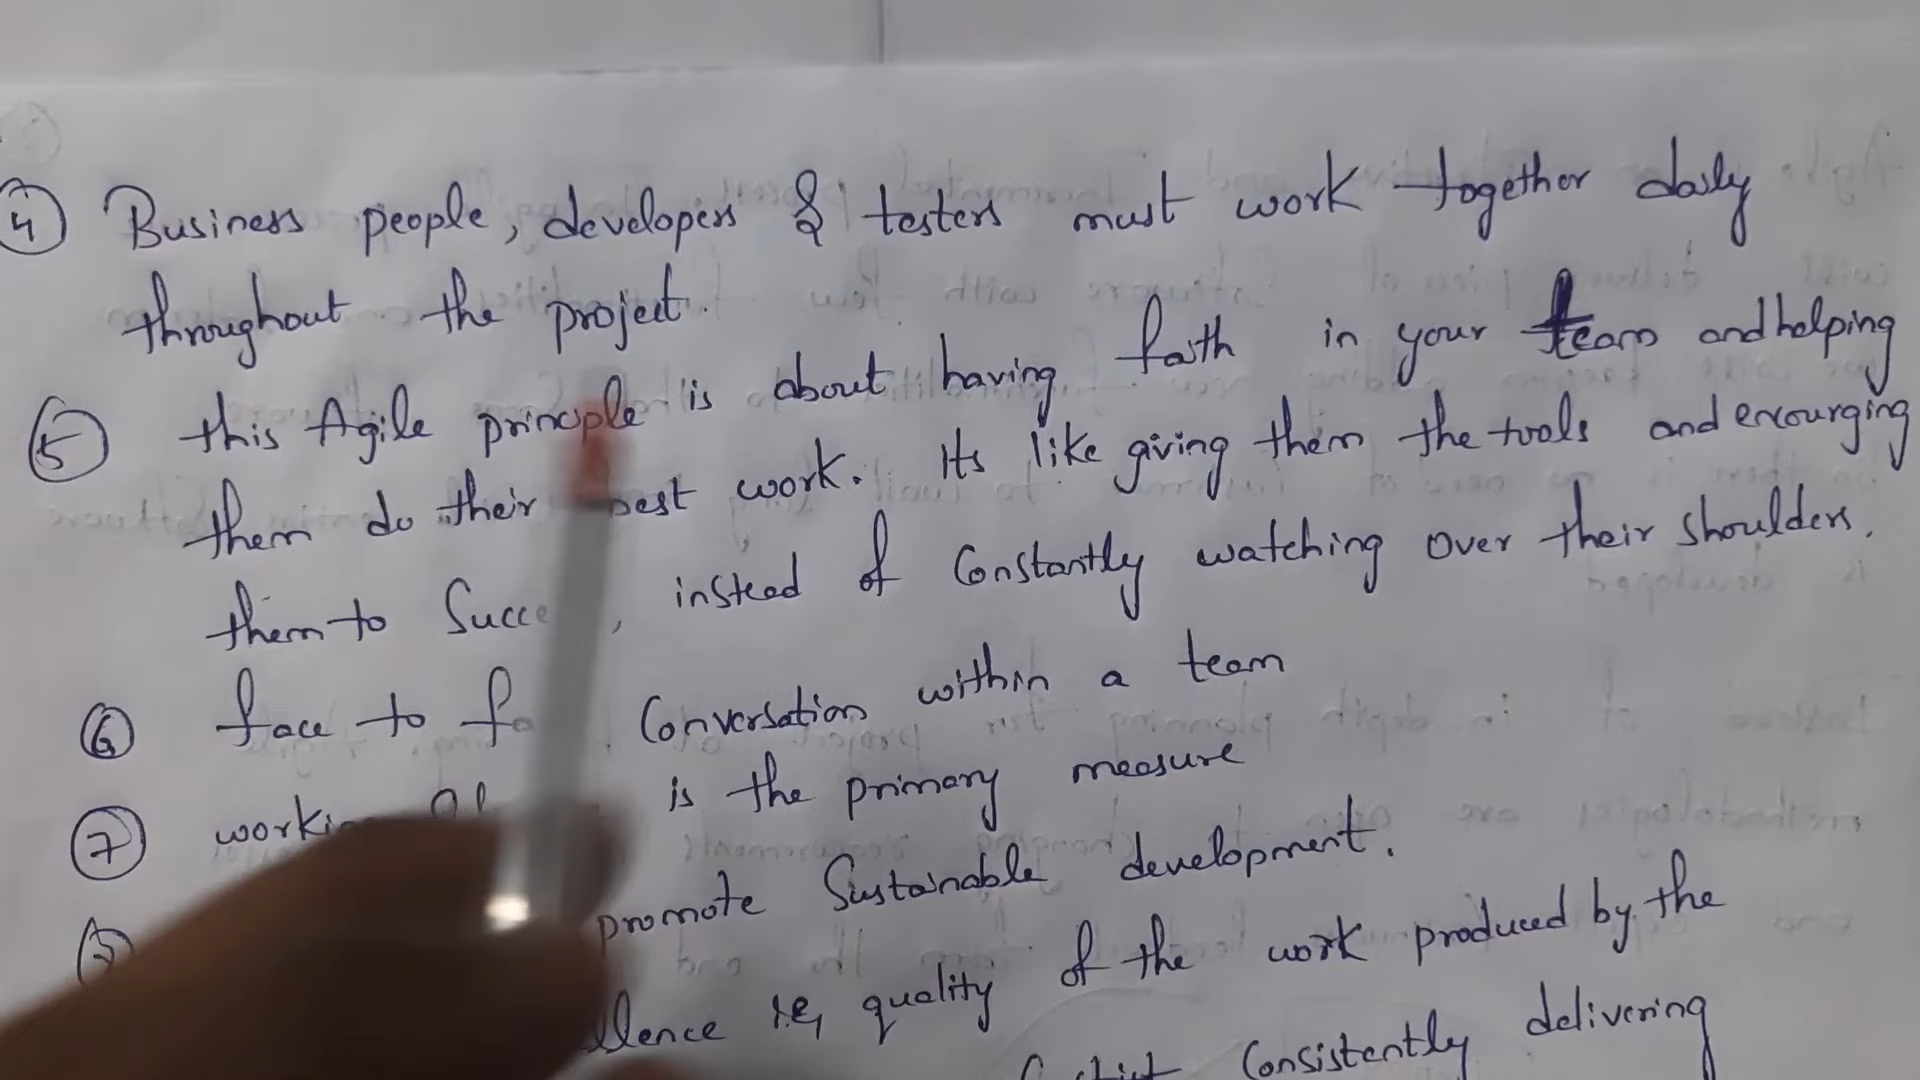 4 Business people, developers & testers must work together daily
throughout the project.
5 this Agile principle is about having faith in your team and helping
them do their best work. Its like giving them the tools and encourging
them to , instead of Constantly watching over their shoulders.
6 face to Conversation within a team
7 is the primary measure
promote Sustainable development.
ie, quality of the work produced by the
Consistently delivering